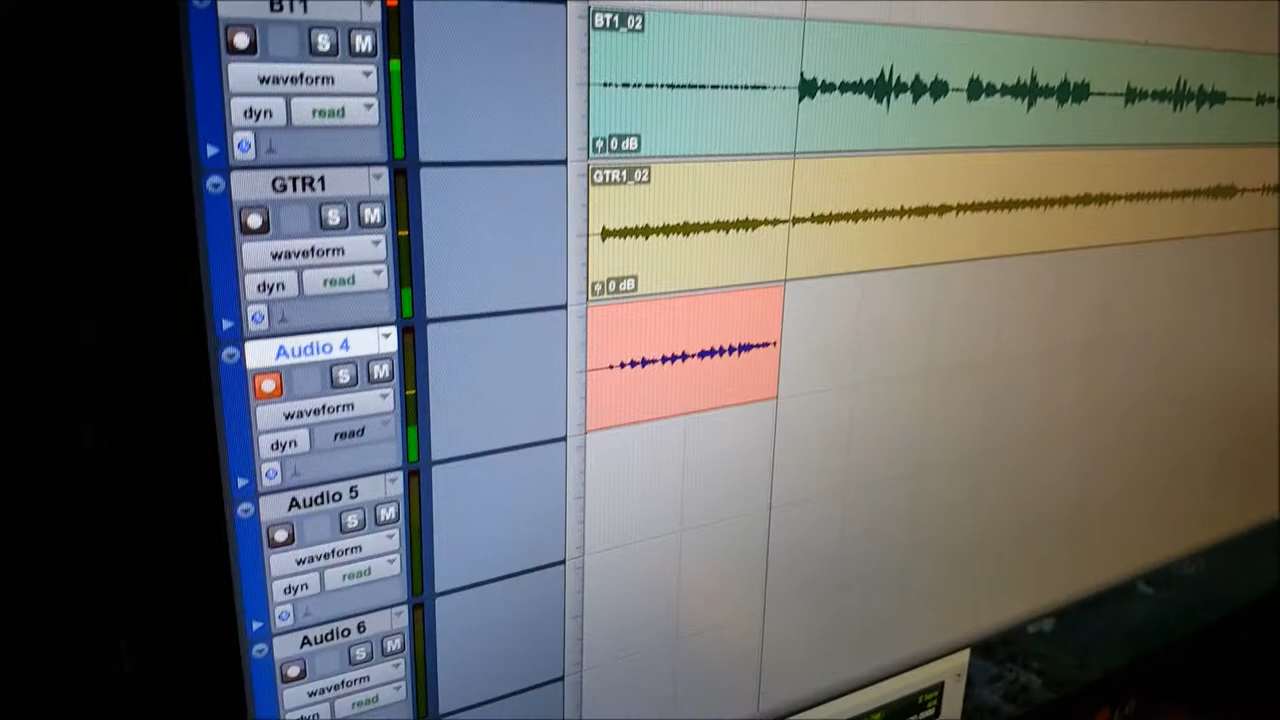 BT1
S M
waveform
dyn read
BT1_02
0 dB
GTR1
S M
waveform
dyn read
GTR1_02
0 dB
Audio 4
S M
waveform
dyn read
Audio 5
S M
waveform
dyn read
Audio 6
S M
waveform
dyn read